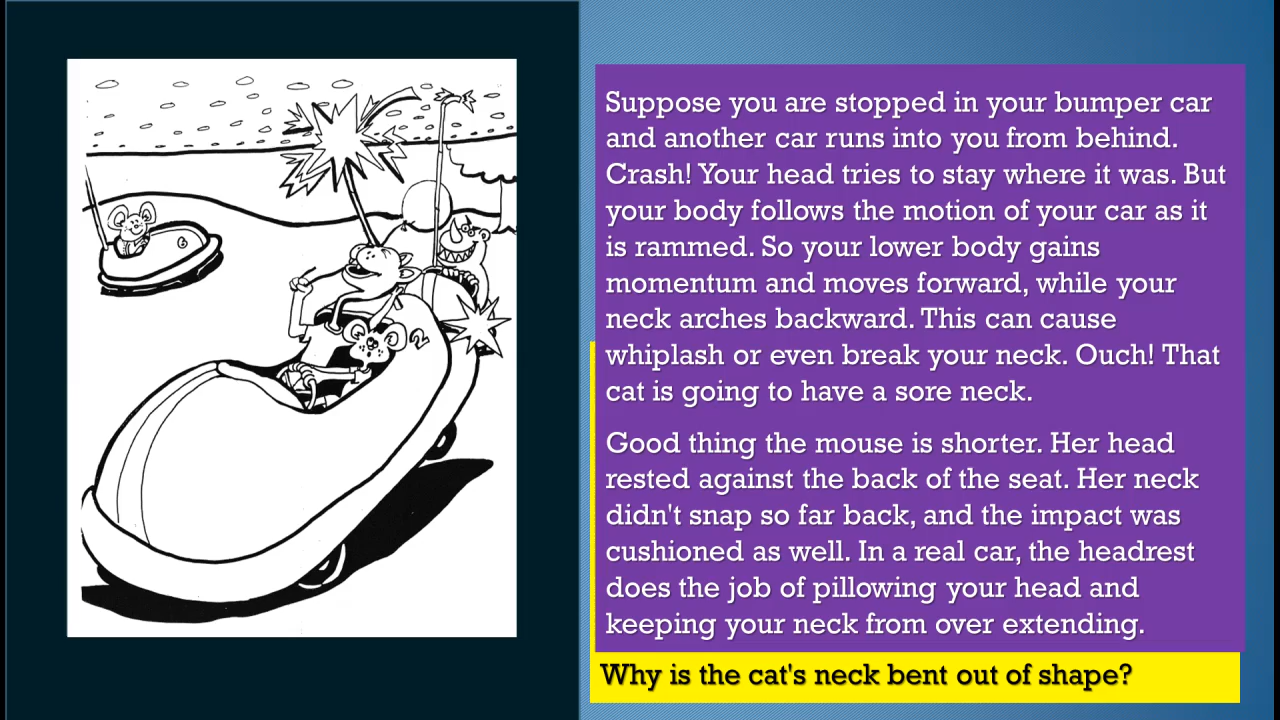 6
2
Suppose you are stopped in your bumper car
and another car runs into you from behind.
Crash! Your head tries to stay where it was. But
your body follows the motion of your car as it
is rammed. So your lower body gains
momentum and moves forward, while your
neck arches backward. This can cause
whiplash or even break your neck. Ouch! That
cat is going to have a sore neck.
Good thing the mouse is shorter. Her head
rested against the back of the seat. Her neck
didn't snap so far back, and the impact was
cushioned as well. In a real car, the headrest
does the job of pillowing your head and
keeping your neck from over extending.
Why is the cat's neck bent out of shape?